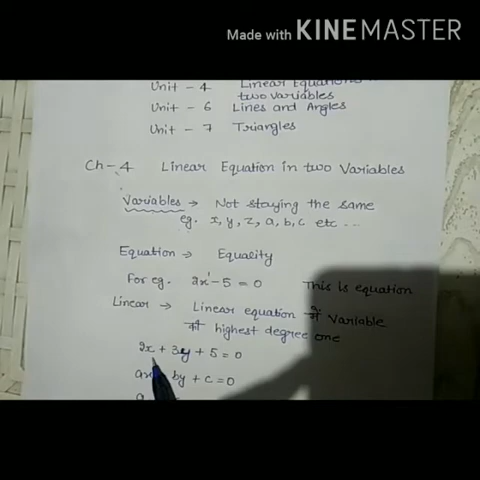 Made with KINEMASTER
Unit - 4 Linear Equations
two variables
Unit - 6 Lines and Angles
Unit - 7 Triangles
Ch-4 Linear Equation in two Variables
Variables → Not staying the same
eg. x, y, z, a, b, c etc ...
Equation → Equality
For eg. 2x¹ - 5 = 0 This is equation
Linear → Linear equation में Variable
की highest degree one
2x + 3y + 5 = 0
by + c = 0
a